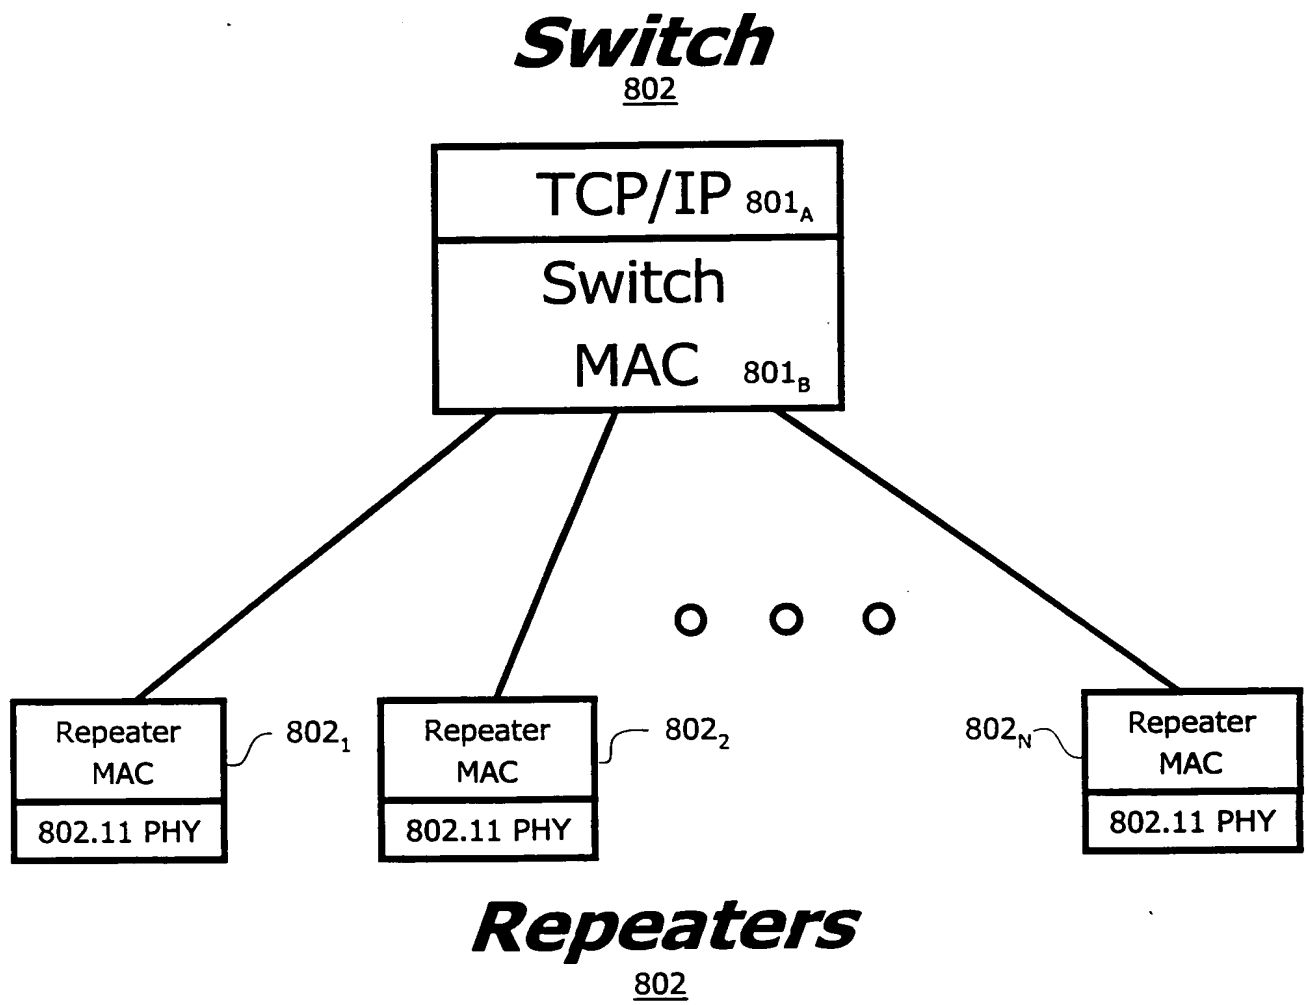 Switch
802
TCP/IP 801A
Switch
MAC 801B
Repeater
MAC
802.11 PHY
8021
Repeater
MAC
802.11 PHY
8022
802N
Repeater
MAC
802.11 PHY
Repeaters
802